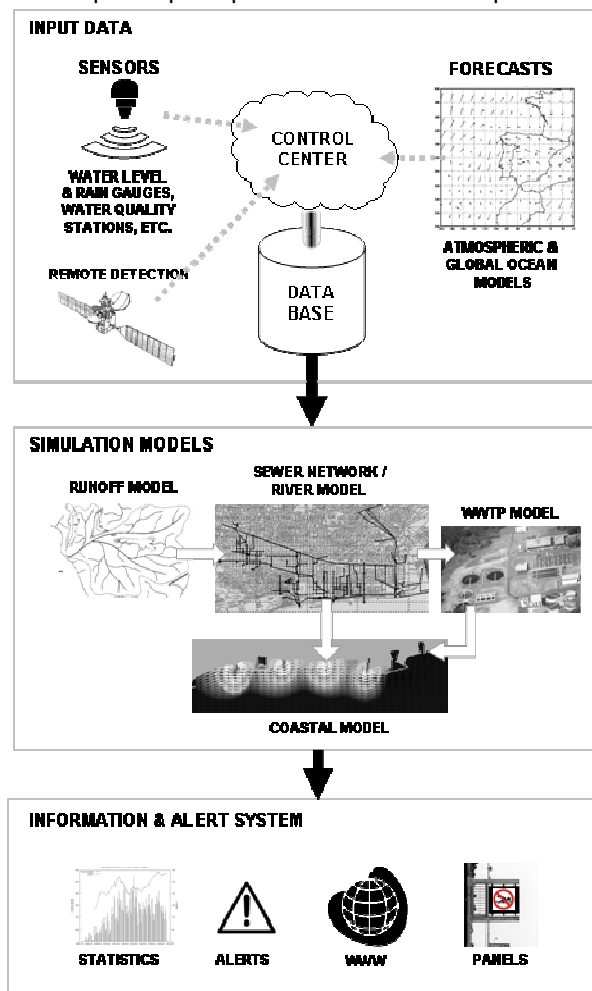 INPUT DATA
SENSORS
WATER LEVEL
& RAIN GAUGES,
WATER QUALITY
STATIONS, ETC.
REMOTE DETECTION
CONTROL
CENTER
DATA
BASE
FORECASTS
ATMOSPHERIC &
GLOBAL OCEAN
MODELS
SIMULATION MODELS
RUNOFF MODEL
SEWER NETWORK /
RIVER MODEL
WWTP MODEL
COASTAL MODEL
INFORMATION & ALERT SYSTEM
STATISTICS
ALERTS
WWW
PANELS